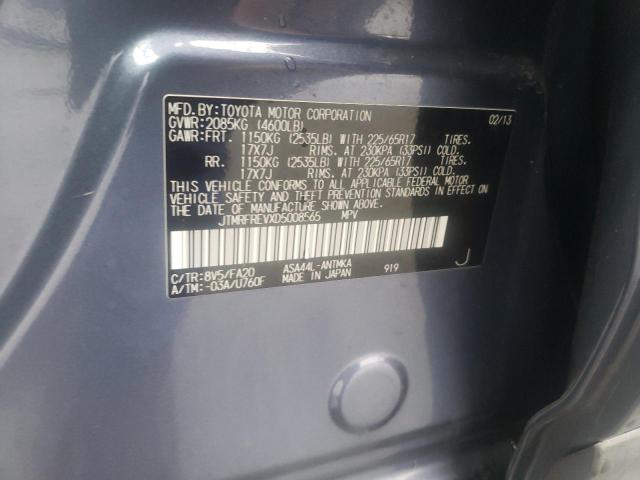 MFD.BY:TOYOTA MOTOR CORPORATION 02/13
GVWR:2085KG (4600LB)
GAWR:FRT. 1150KG (2535LB) WITH 225/65R17 TIRES.
17X7J RIMS. AT 230KPA (33PSI) COLD.
RR. 1150KG (2535LB) WITH 225/65R17 TIRES.
17X7J RIMS. AT 230KPA (33PSI) COLD.
THIS VEHICLE CONFORMS TO ALL APPLICABLE FEDERAL MOTOR
VEHICLE SAFETY AND THEFT PREVENTION STANDARDS IN EFFECT ON
THE DATE OF MANUFACTURE SHOWN ABOVE.
JTMRFREVXD5008565 MPV
C/TR:8V5/FA20 ASA44L-ANTMKA 919 J
A/TM:-03A/U760F MADE IN JAPAN